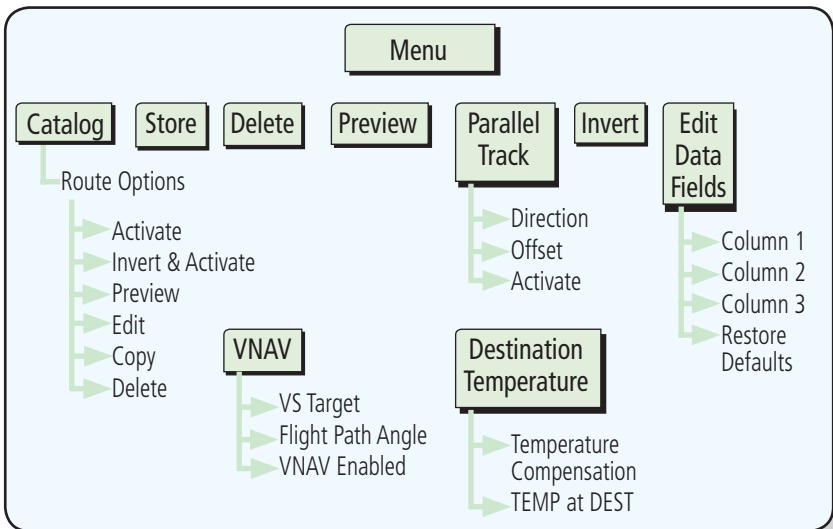 Menu
Catalog
Store
Delete
Preview
Parallel
Track
Invert
Edit
Data
Fields
Route Options
Activate
Invert & Activate
Preview
Edit
Copy
Delete
Direction
Offset
Activate
Column 1
Column 2
Column 3
Restore
Defaults
VNAV
VS Target
Flight Path Angle
VNAV Enabled
Destination
Temperature
Temperature
Compensation
TEMP at DEST